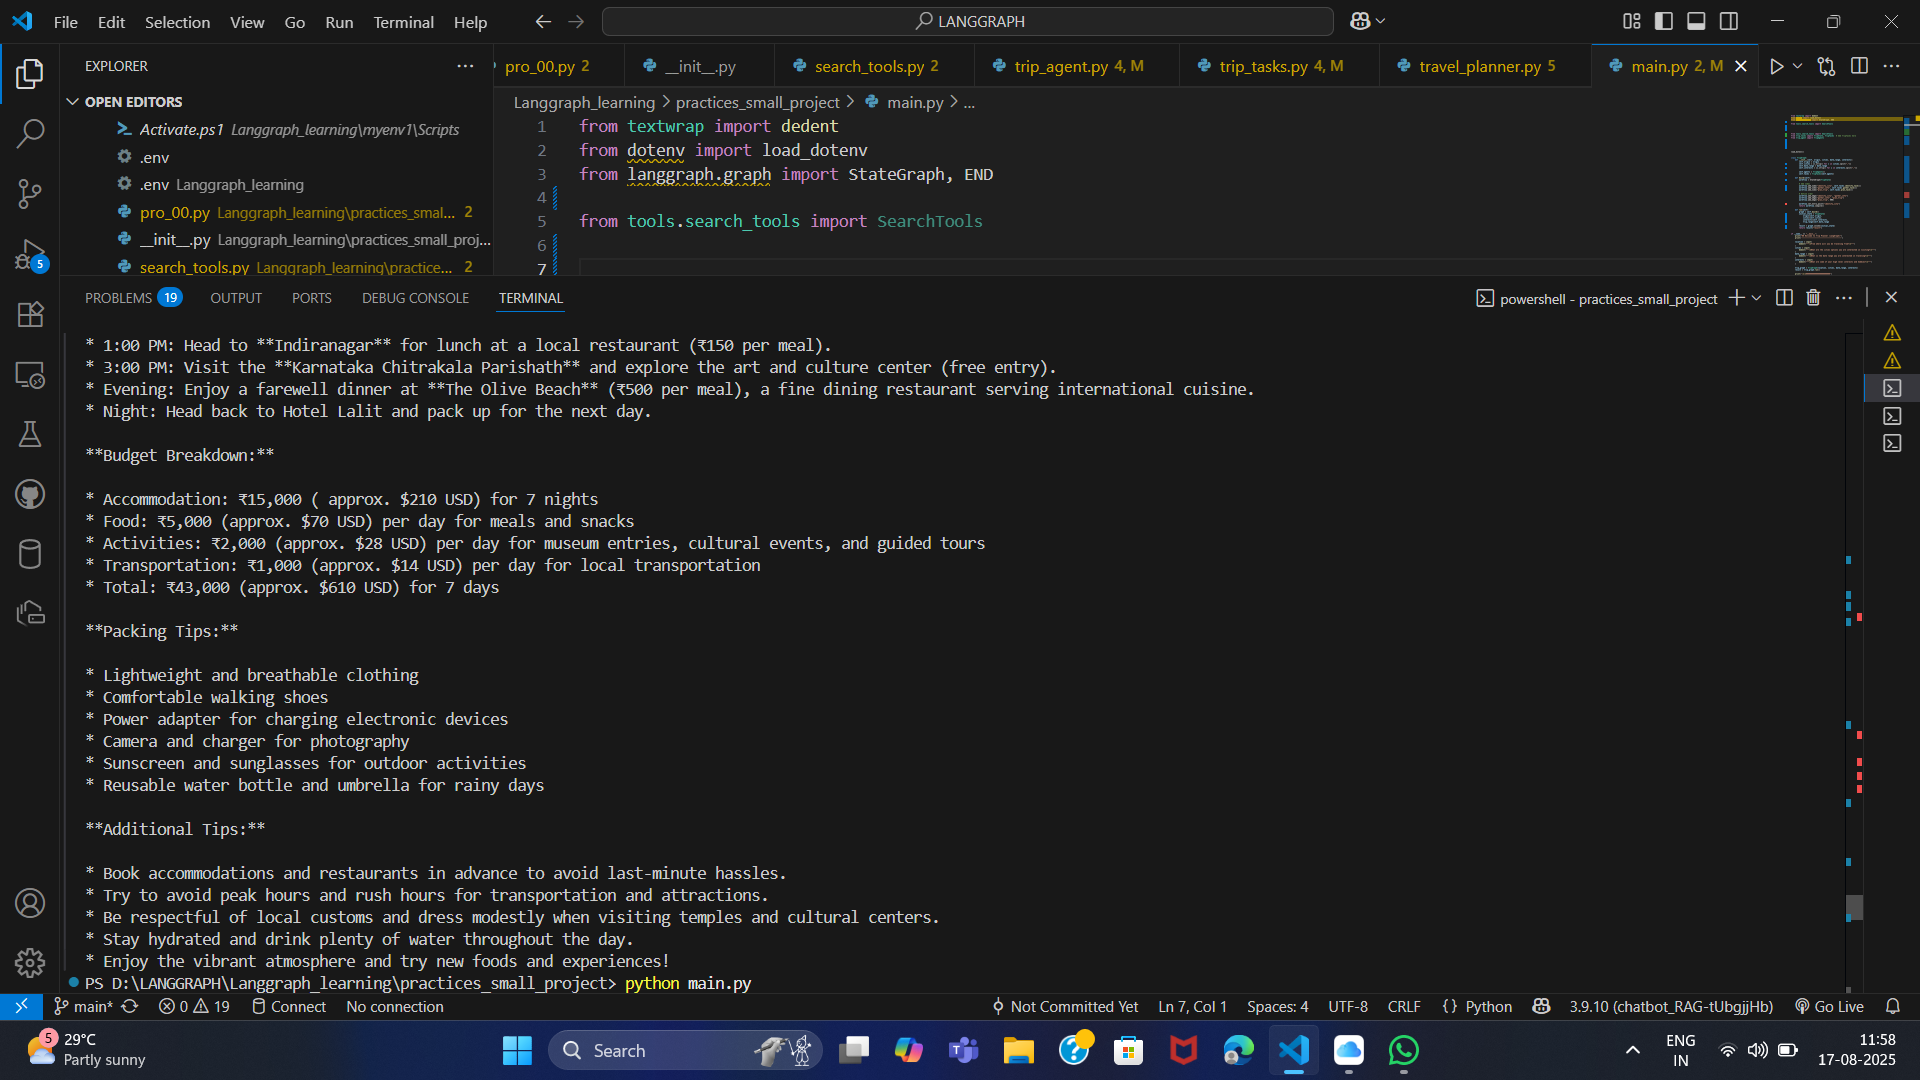 File Edit Selection View Go Run Terminal Help
LANGGRAPH
EXPLORER
OPEN EDITORS
Activate.ps1 Langgraph_learning\myenv1\Scripts
.env
.env Langgraph_learning
pro_00.py Langgraph_learning\practices_smal... 2
__init__.py Langgraph_learning\practices_small_proj...
search_tools.py Langgraph_learning\practice... 2
pro_00.py 2 __init__.py search_tools.py 2 trip_agent.py 4, M trip_tasks.py 4, M travel_planner.py 5 main.py 2, M
Langgraph_learning > practices_small_project > main.py > ...
1 from textwrap import dedent
2 from dotenv import load_dotenv
3 from langgraph.graph import StateGraph, END
4
5 from tools.search_tools import SearchTools
6
7
PROBLEMS 19 OUTPUT PORTS DEBUG CONSOLE TERMINAL
powershell - practices_small_project
* 1:00 PM: Head to **Indiranagar** for lunch at a local restaurant (₹150 per meal).
* 3:00 PM: Visit the **Karnataka Chitrakala Parishath** and explore the art and culture center (free entry).
* Evening: Enjoy a farewell dinner at **The Olive Beach** (₹500 per meal), a fine dining restaurant serving international cuisine.
* Night: Head back to Hotel Lalit and pack up for the next day.
**Budget Breakdown:**
* Accommodation: ₹15,000 ( approx. $210 USD) for 7 nights
* Food: ₹5,000 (approx. $70 USD) per day for meals and snacks
* Activities: ₹2,000 (approx. $28 USD) per day for museum entries, cultural events, and guided tours
* Transportation: ₹1,000 (approx. $14 USD) per day for local transportation
* Total: ₹43,000 (approx. $610 USD) for 7 days
**Packing Tips:**
* Lightweight and breathable clothing
* Comfortable walking shoes
* Power adapter for charging electronic devices
* Camera and charger for photography
* Sunscreen and sunglasses for outdoor activities
* Reusable water bottle and umbrella for rainy days
**Additional Tips:**
* Book accommodations and restaurants in advance to avoid last-minute hassles.
* Try to avoid peak hours and rush hours for transportation and attractions.
* Be respectful of local customs and dress modestly when visiting temples and cultural centers.
* Stay hydrated and drink plenty of water throughout the day.
* Enjoy the vibrant atmosphere and try new foods and experiences!
PS D:\LANGGRAPH\Langgraph_learning\practices_small_project> python main.py
5
main* 0 19 Connect No connection Not Committed Yet Ln 7, Col 1 Spaces: 4 UTF-8 CRLF {} Python 3.9.10 (chatbot_RAG-tUbgjjHb) Go Live
5
29°C
Partly sunny
Search
ENG
IN
11:58
17-08-2025